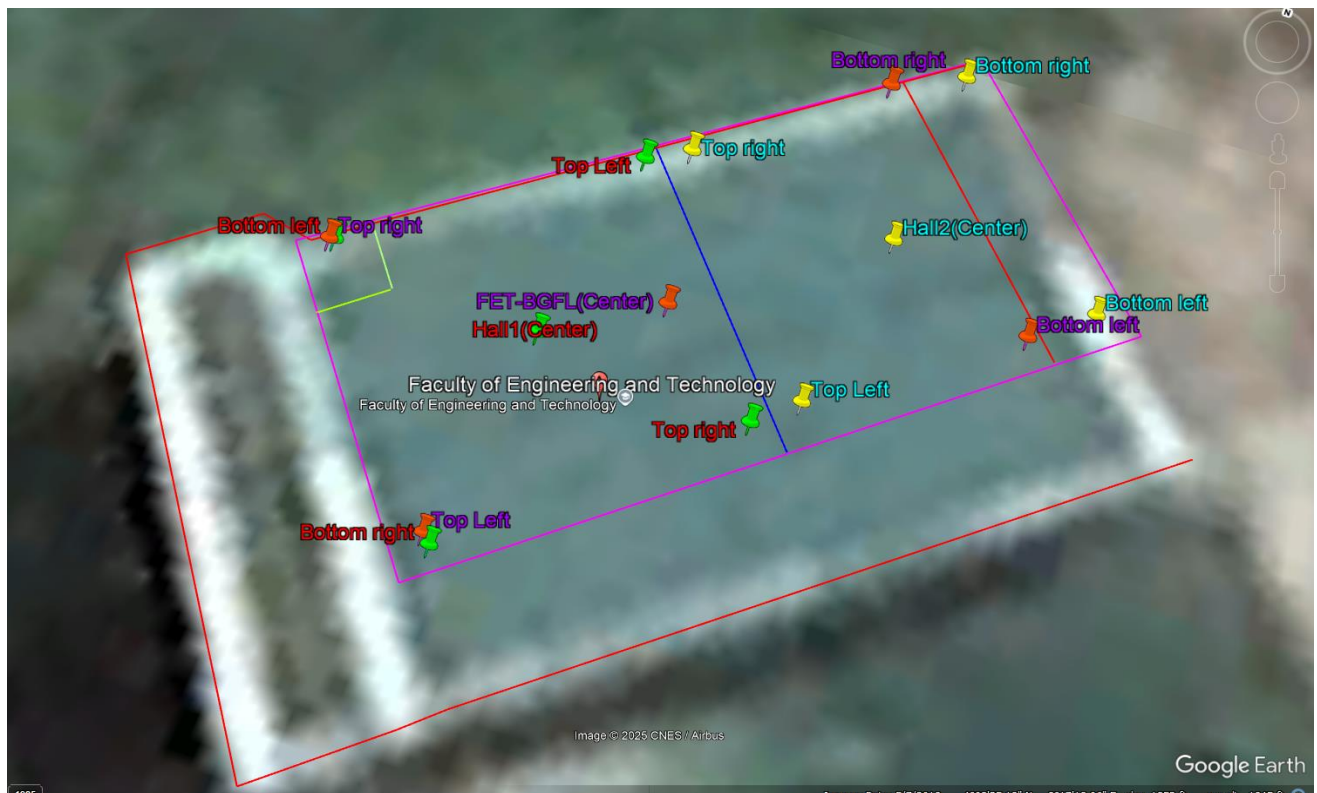 N
Bottom right
Bottom right
Top Left
Top right
Bottom left
Top right
Hall2(Center)
FET-BGFL(Center)
Hall1(Center)
Bottom left
Bottom left
Faculty of Engineering and Technology
Faculty of Engineering and Technology
Top Left
Top right
Top Left
Bottom right
Image © 2025 CNES / Airbus
Google Earth